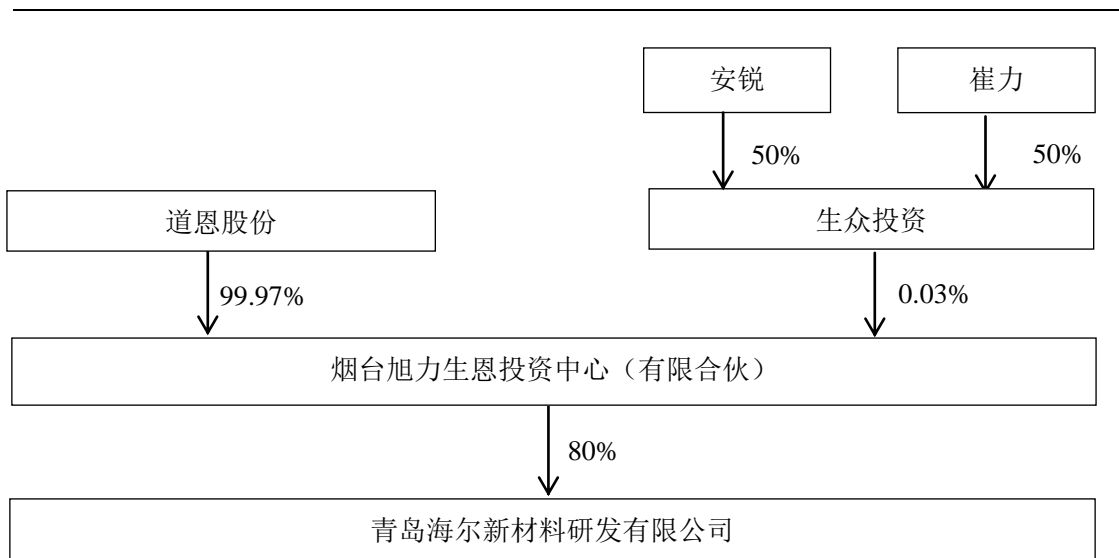 安锐
崔力
50%
50%
道恩股份
生众投资
99.97%
0.03%
烟台旭力生恩投资中心（有限合伙）
80%
青岛海尔新材料研发有限公司